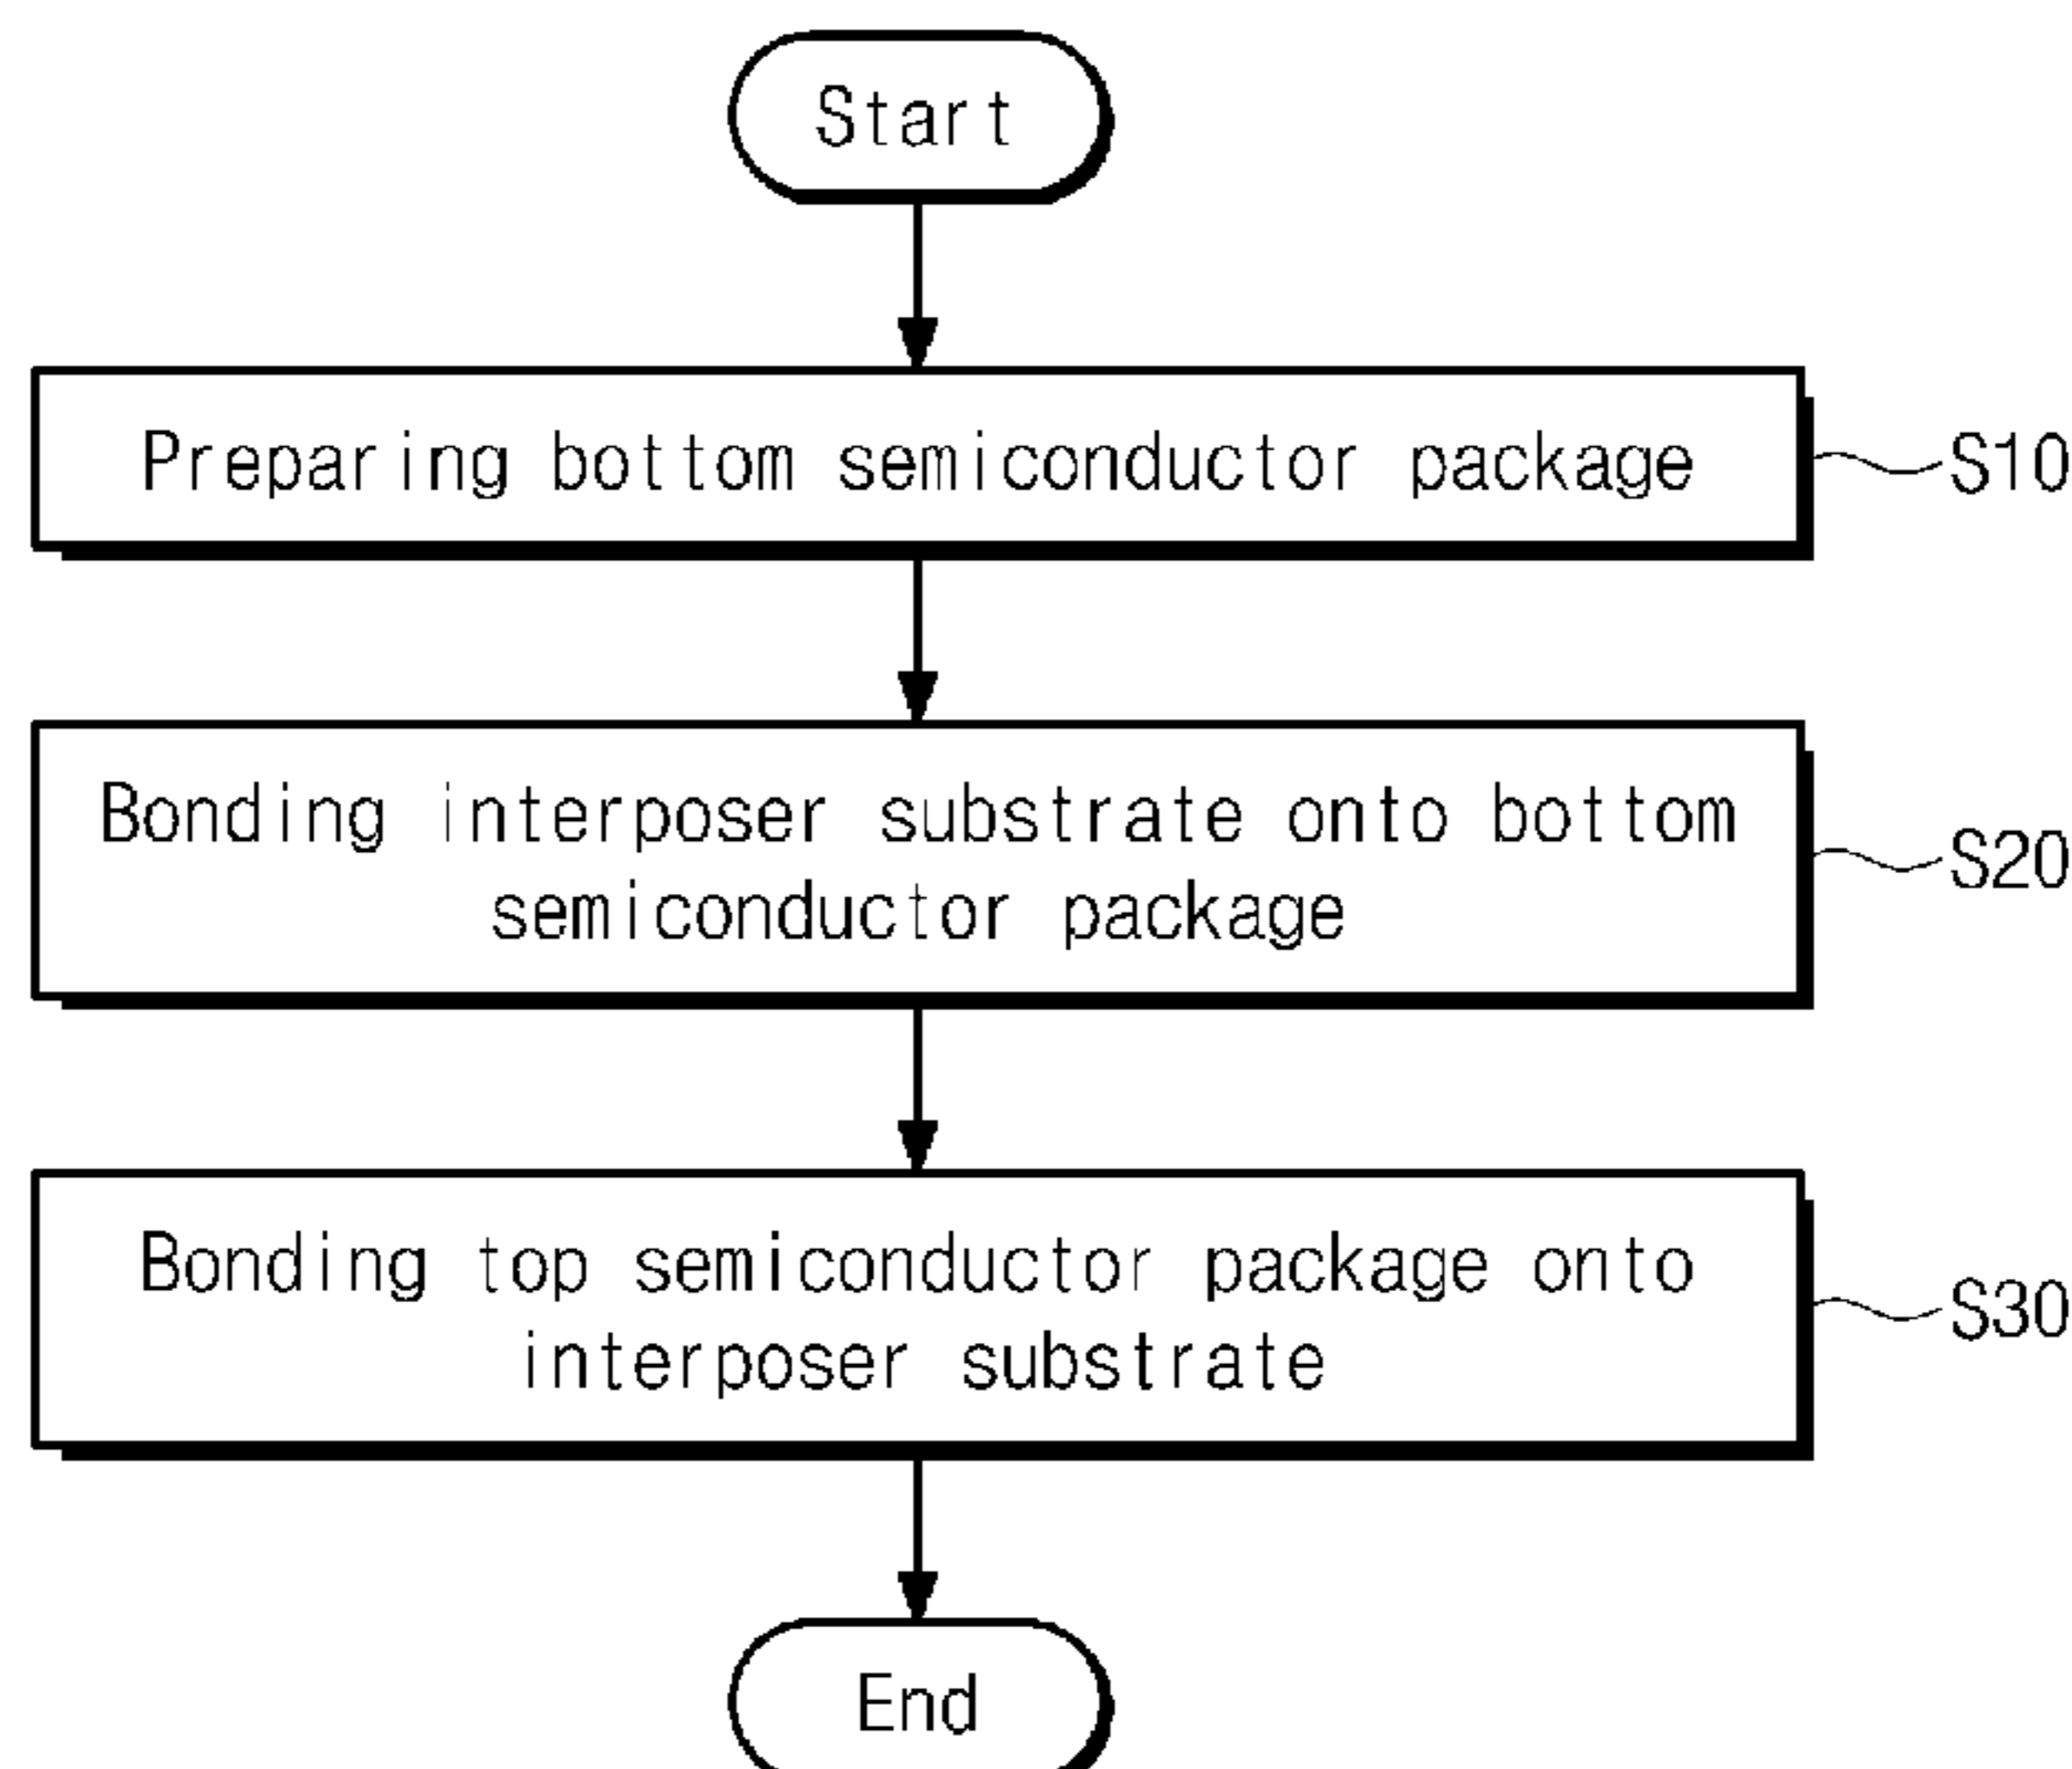 Start
Preparing bottom semiconductor package
S10
Bonding interposer substrate onto bottom
semiconductor package
S20
Bonding top semiconductor package onto
interposer substrate
S30
End